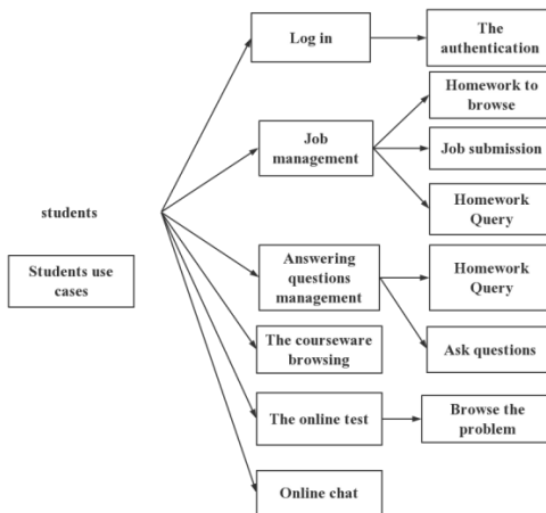 Log in
The
authentication
Homework to
browse
Job
management
Job submission
Homework
Query
students
Students use
cases
Answering
questions
management
Homework
Query
The courseware
browsing
Ask questions
The online test
Browse the
problem
Online chat